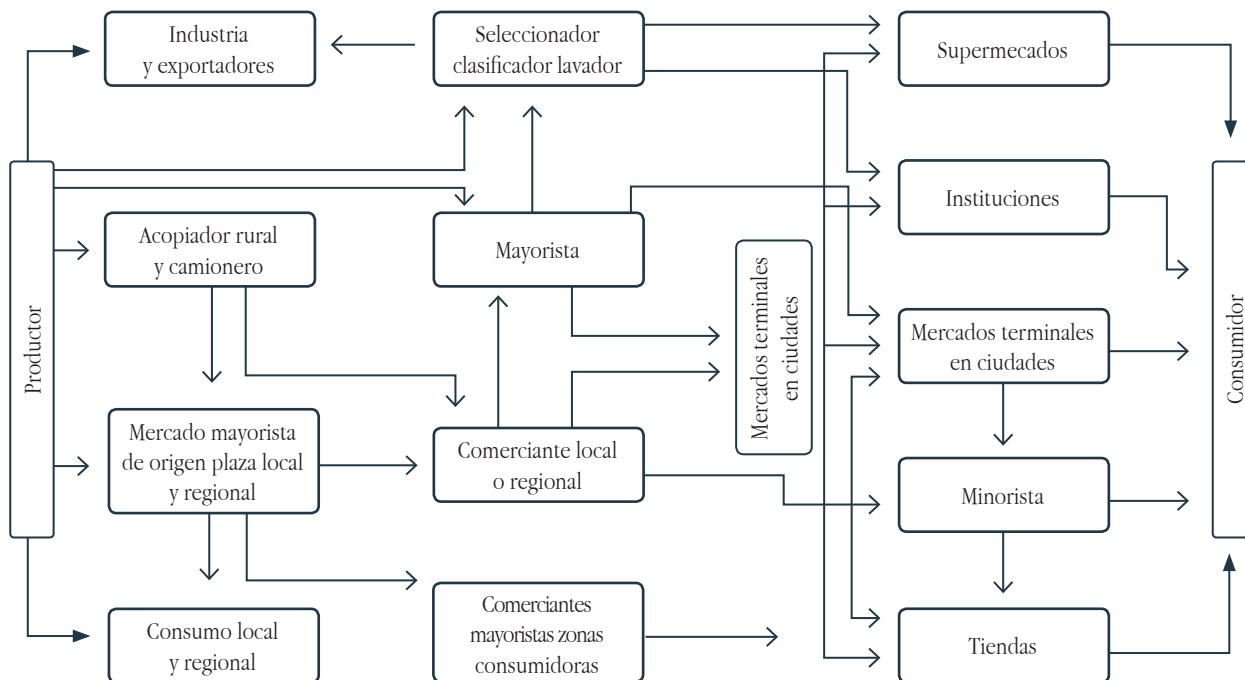 Industria
y exportadores
Seleccionador
clasificador lavador
Supermecados
Productor
Acopiador rural
y camionero
Mayorista
Instituciones
Mercados terminales
en ciudades
Mercados terminales
en ciudades
Consumidor
Mercado mayorista
de origen plaza local
y regional
Comerciante local
o regional
Minorista
Consumo local
y regional
Comerciantes
mayoristas zonas
consumidoras
Tiendas